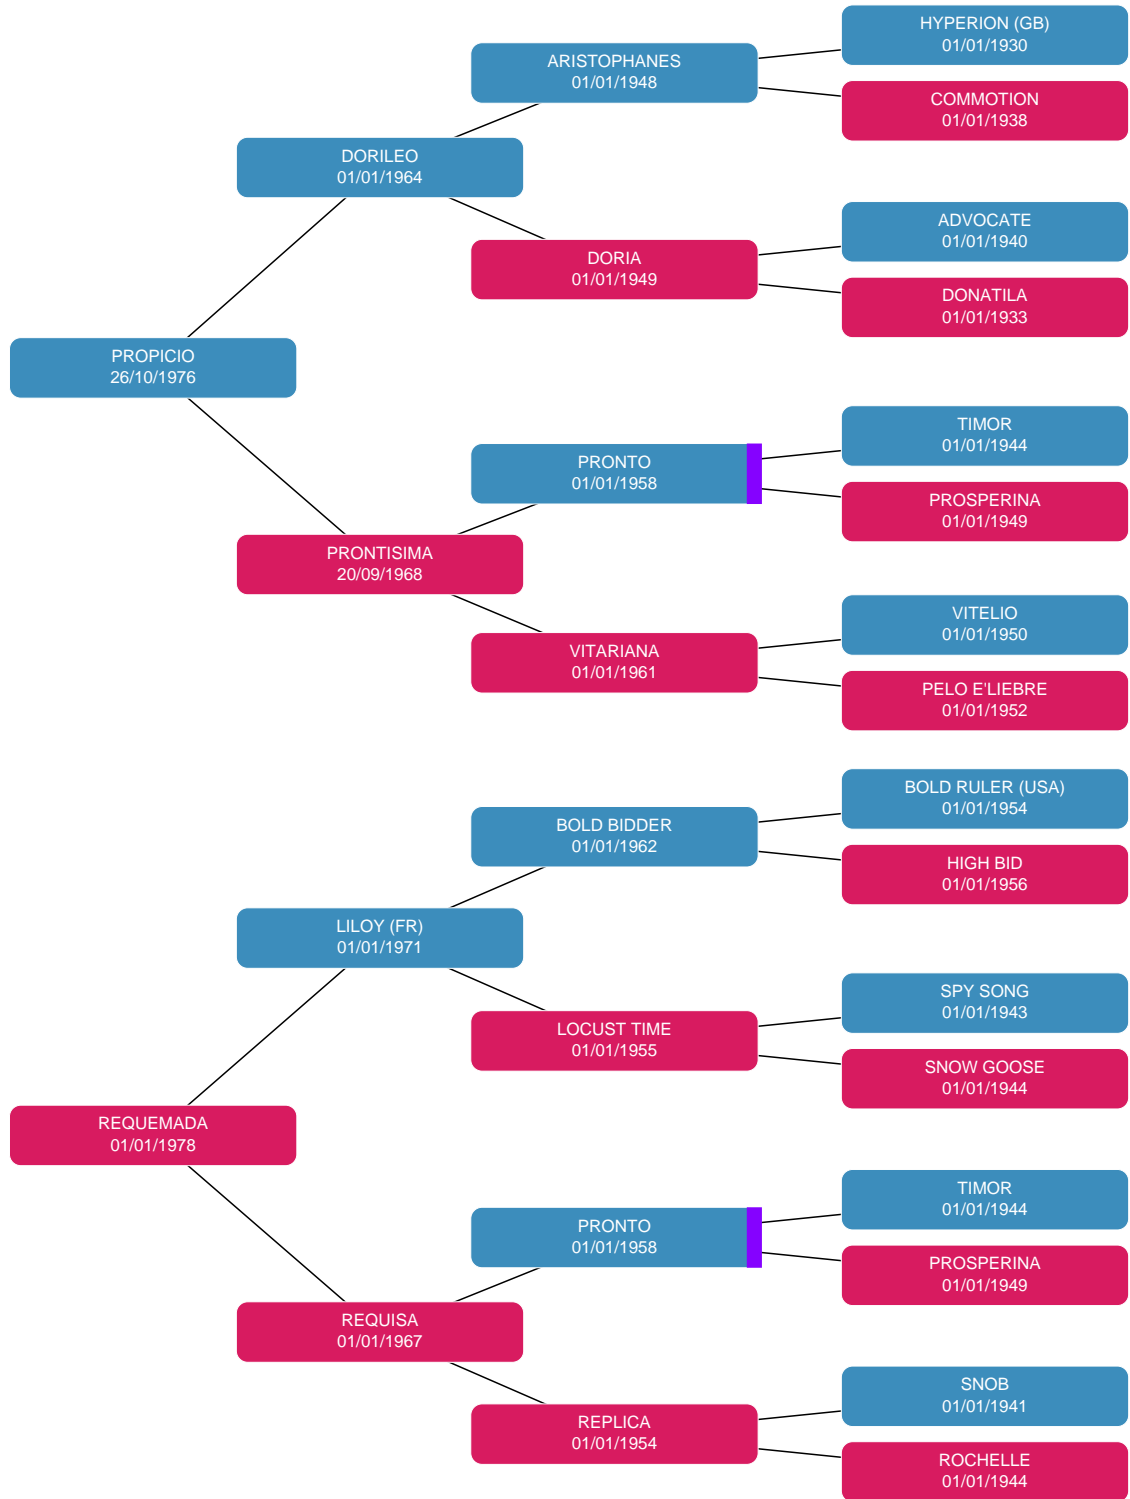 HYPERION (GB)
01/01/1930
ARISTOPHANES
01/01/1948
COMMOTION
01/01/1938
DORILEO
01/01/1964
ADVOCATE
01/01/1940
DORIA
01/01/1949
DONATILA
01/01/1933
PROPICIO
26/10/1976
TIMOR
01/01/1944
PRONTO
01/01/1958
PROSPERINA
01/01/1949
PRONTISIMA
20/09/1968
VITELIO
01/01/1950
VITARIANA
01/01/1961
PELO E'LIEBRE
01/01/1952
BOLD RULER (USA)
01/01/1954
BOLD BIDDER
01/01/1962
HIGH BID
01/01/1956
LILOY (FR)
01/01/1971
SPY SONG
01/01/1943
LOCUST TIME
01/01/1955
SNOW GOOSE
01/01/1944
REQUEMADA
01/01/1978
TIMOR
01/01/1944
PRONTO
01/01/1958
PROSPERINA
01/01/1949
REQUISA
01/01/1967
SNOB
01/01/1941
REPLICA
01/01/1954
ROCHELLE
01/01/1944